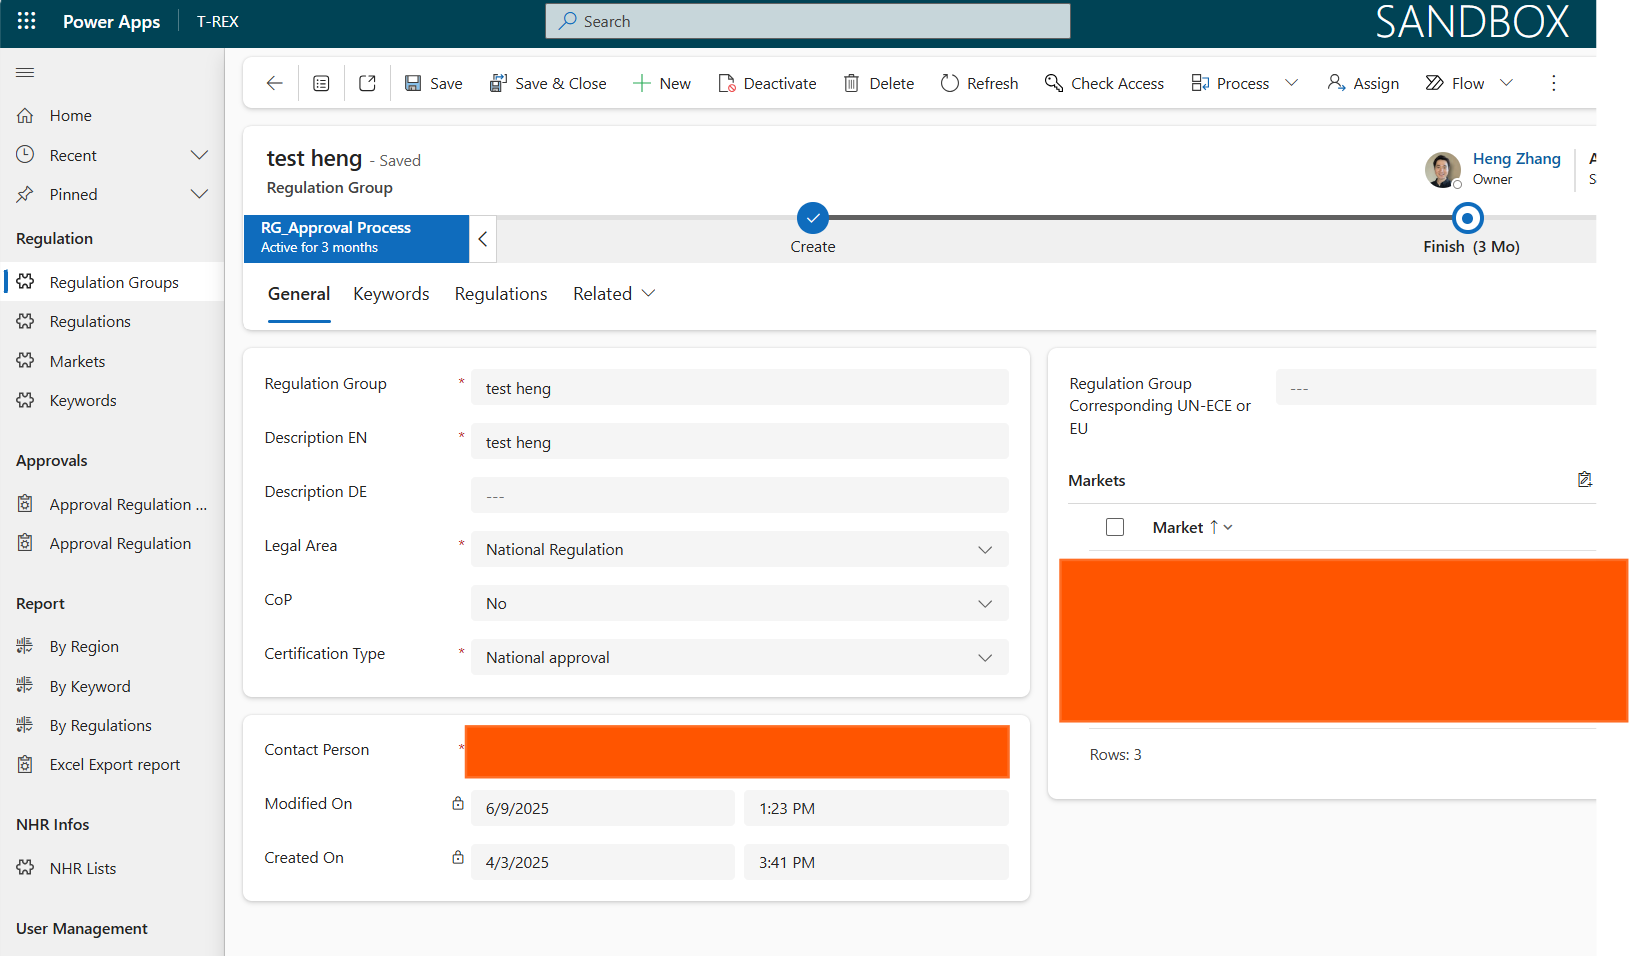 Power Apps
T-REX
Search
SANDBOX
Save
Save & Close
New
Deactivate
Delete
Refresh
Check Access
Process
Assign
Flow
Home
Recent
Pinned
Regulation
Regulation Groups
Regulations
Markets
Keywords
Approvals
Approval Regulation ...
Approval Regulation
Report
By Region
By Keyword
By Regulations
Excel Export report
NHR Infos
NHR Lists
User Management
test heng - Saved
Regulation Group
Heng Zhang
Owner
RG_Approval Process
Active for 3 months
Create
Finish (3 Mo)
General
Keywords
Regulations
Related
Regulation Group * test heng
Description EN * test heng
Description DE ---
Legal Area * National Regulation
CoP No
Certification Type * National approval
Contact Person *
Modified On 6/9/2025 1:23 PM
Created On 4/3/2025 3:41 PM
Regulation Group
Corresponding UN-ECE or
EU
---
Markets
Market
Rows: 3